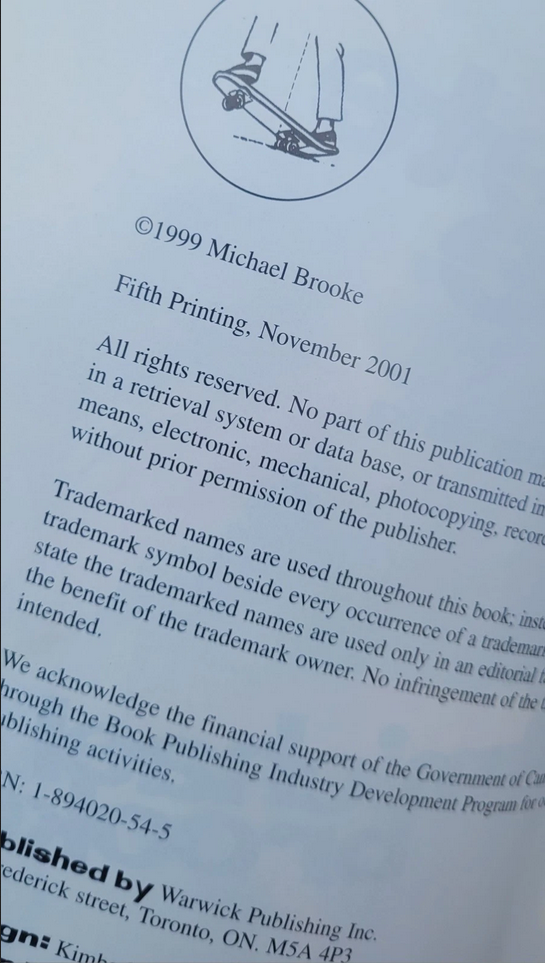 ©1999 Michael Brooke
Fifth Printing, November 2001
All rights reserved. No part of this publication
in a retrieval system or data base, or transmitted in
means, electronic, mechanical, photocopying,
without prior permission of the publisher.
Trademarked names are used throughout this book;
trademark symbol beside every occurrence of a
state the trademarked names are used only in an editorial
the benefit of the trademark owner. No infringement of the
intended.
We acknowledge the financial support of the Government of
hrough the Book Publishing Industry Development Program for
ublishing activities.
N: 1-894020-54-5
blished by Warwick Publishing Inc.
rederick street, Toronto, ON. M5A 4P3
gn: